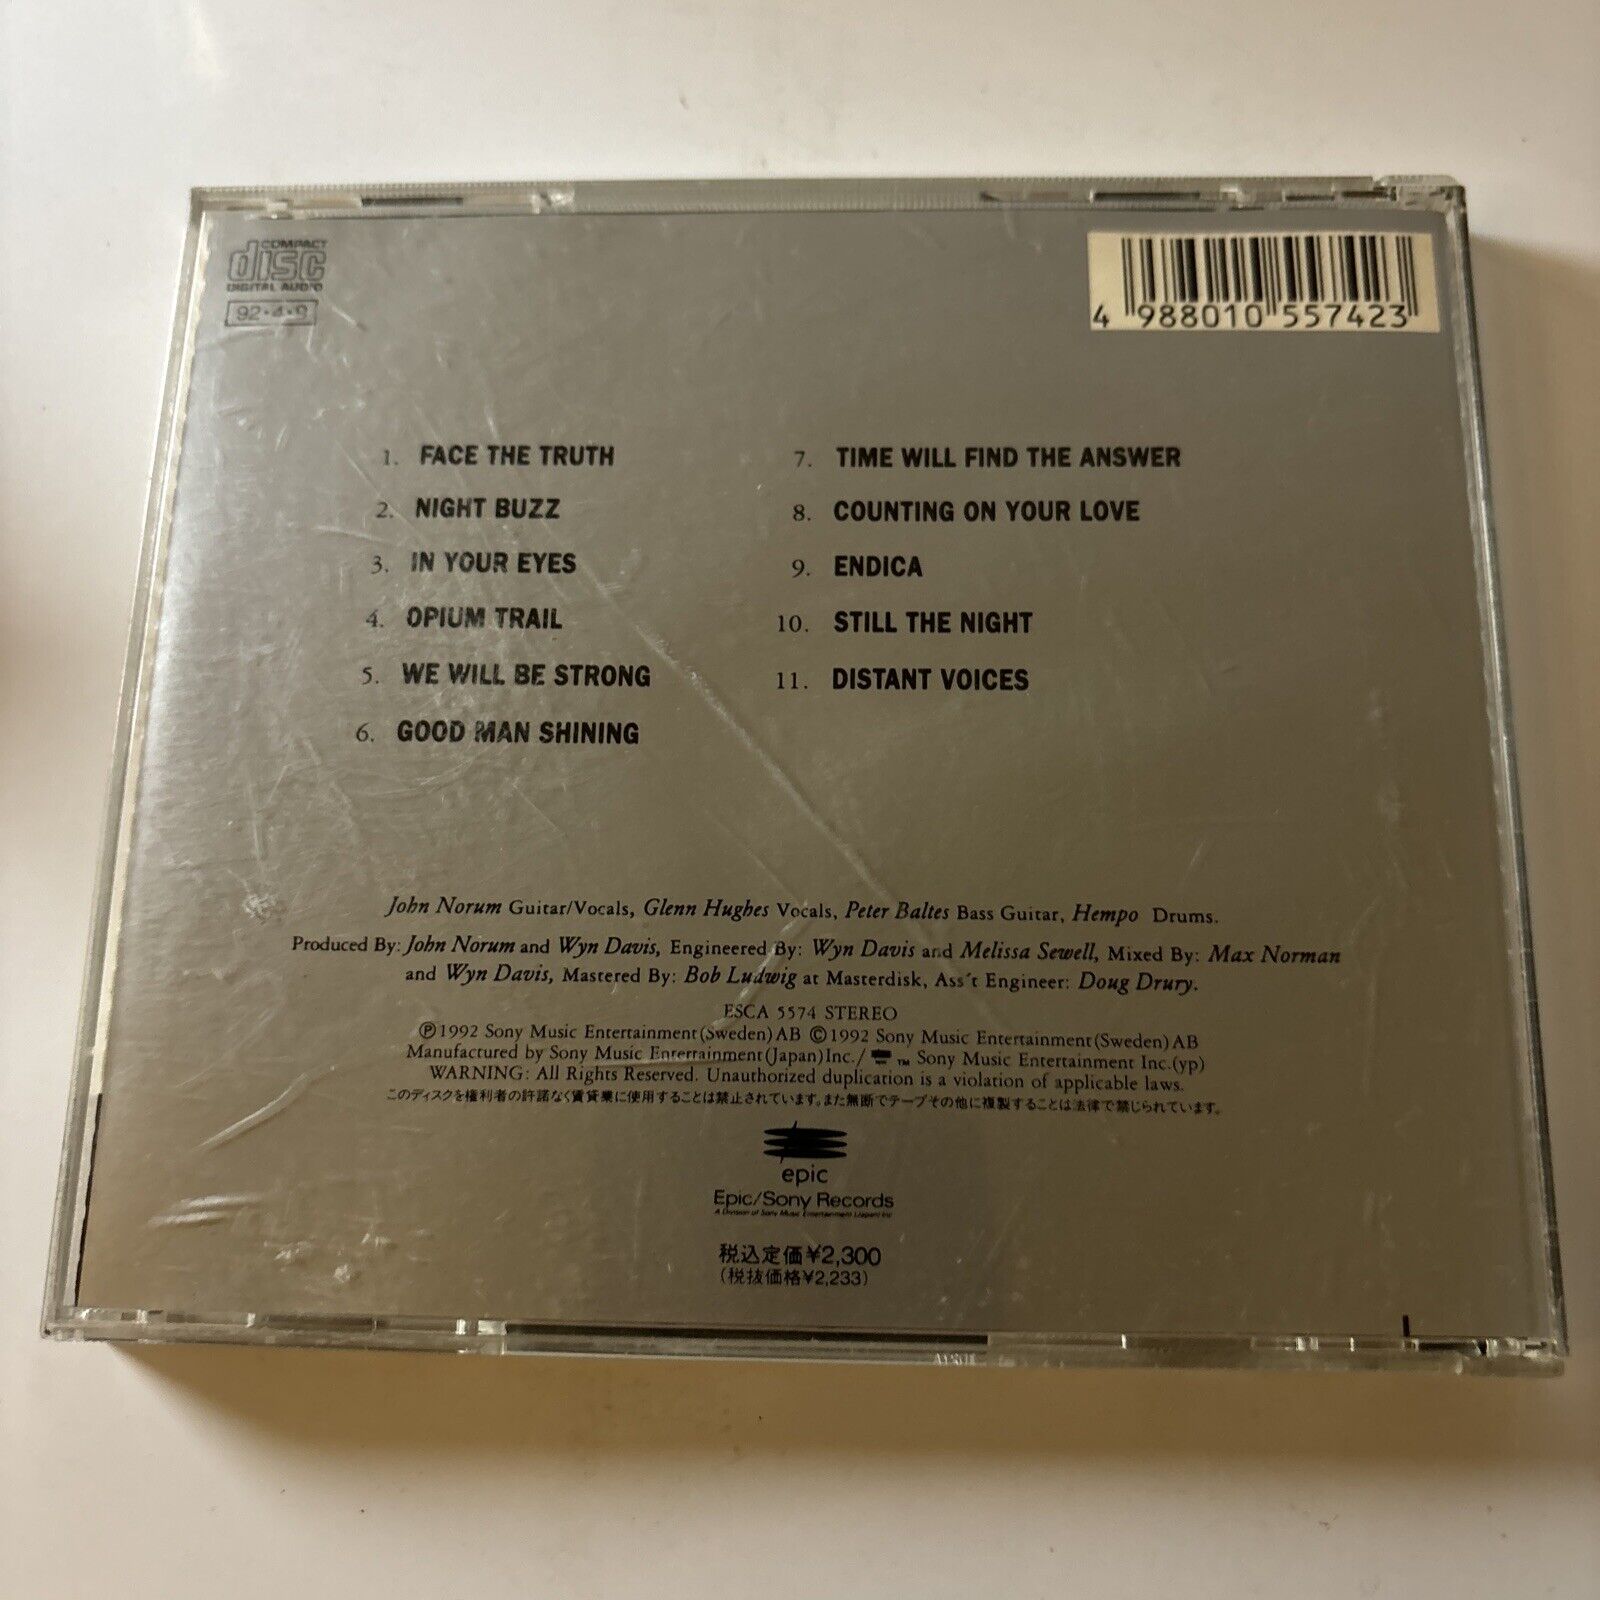 COMPACT
disc
DIGITAL AUDIO
92・4・9
4 988010 557423
1. FACE THE TRUTH
2. NIGHT BUZZ
3. IN YOUR EYES
4. OPIUM TRAIL
5. WE WILL BE STRONG
6. GOOD MAN SHINING
7. TIME WILL FIND THE ANSWER
8. COUNTING ON YOUR LOVE
9. ENDICA
10. STILL THE NIGHT
11. DISTANT VOICES
John Norum Guitar/Vocals, Glenn Hughes Vocals, Peter Baltes Bass Guitar, Hempo Drums.
Produced By: John Norum and Wyn Davis, Engineered By: Wyn Davis and Melissa Sewell, Mixed By: Max Norman
and Wyn Davis, Mastered By: Bob Ludwig at Masterdisk, Ass't Engineer: Doug Drury.
ESCA 5574 STEREO
Ⓟ1992 Sony Music Entertainment(Sweden)AB ©1992 Sony Music Entertainment(Sweden)AB
Manufactured by Sony Music Entertainment(Japan)Inc./ ™ Sony Music Entertainment Inc.(yp)
WARNING: All Rights Reserved. Unauthorized duplication is a violation of applicable laws.
このディスクを権利者の許諾なく賃貸業に使用することは禁止されています。また無断でテープその他に複製することは法律で禁じられています。
epic
Epic/Sony Records
A Division of Sony Music Entertainment (Japan) Inc.
税込定価¥2,300
(税抜価格¥2,233)